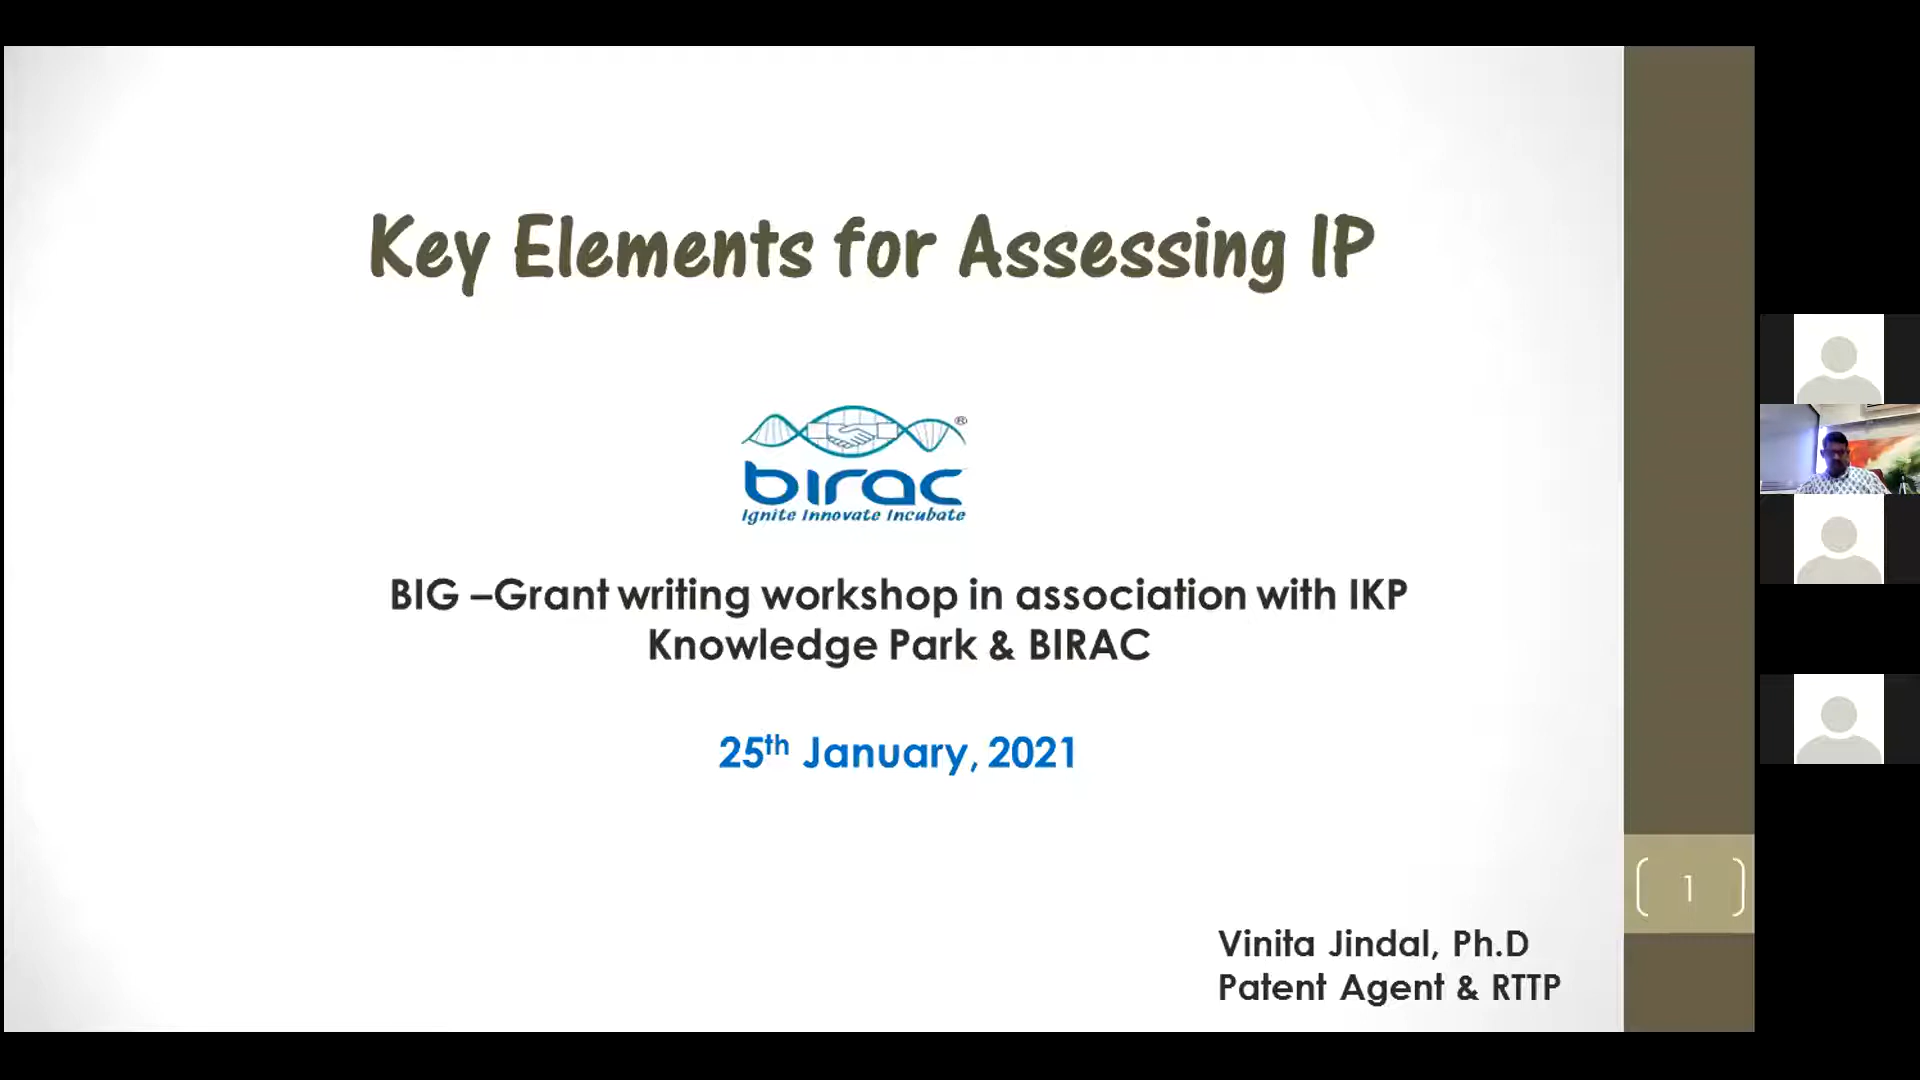 Key Elements for Assessing IP
®
birac
Ignite Innovate Incubate
BIG –Grant writing workshop in association with IKP
Knowledge Park & BIRAC
25th January, 2021
1
Vinita Jindal, Ph.D
Patent Agent & RTTP